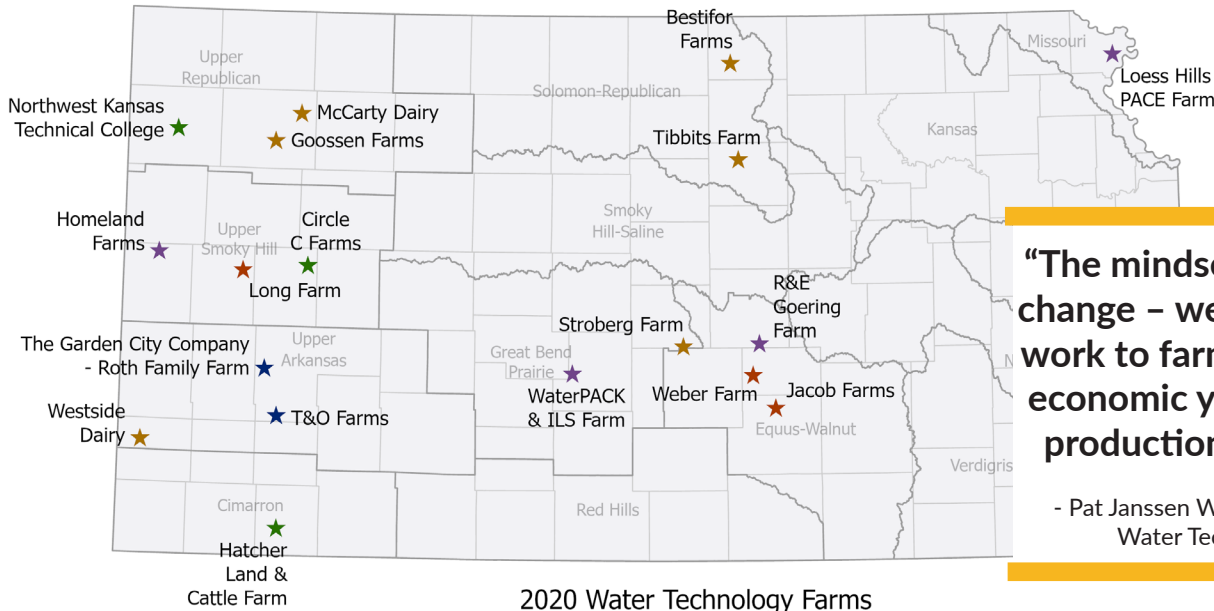 Bestifor
Farms
Missouri
Upper
Republican
Loess Hills
PACE Farm
Solomon-Republican
Northwest Kansas
Technical College
McCarty Dairy
Goossen Farms
Kansas
Tibbits Farm
Homeland
Farms
Upper
Smoky Hill
Circle
C Farms
Long Farm
Smoky
Hill-Saline
R&E
Goering
Farm
Stroberg Farm
The Garden City Company
- Roth Family Farm
Upper
Arkansas
Great Bend
Prairie
WaterPACK
& ILS Farm
Weber Farm
Jacob Farms
Equus-Walnut
Westside
Dairy
T&O Farms
Verdigris
Cimarron
Red Hills
Hatcher
Land &
Cattle Farm
2020 Water Technology Farms
“The mindse
change – we
work to farm
economic y
production
- Pat Janssen W
Water Tec